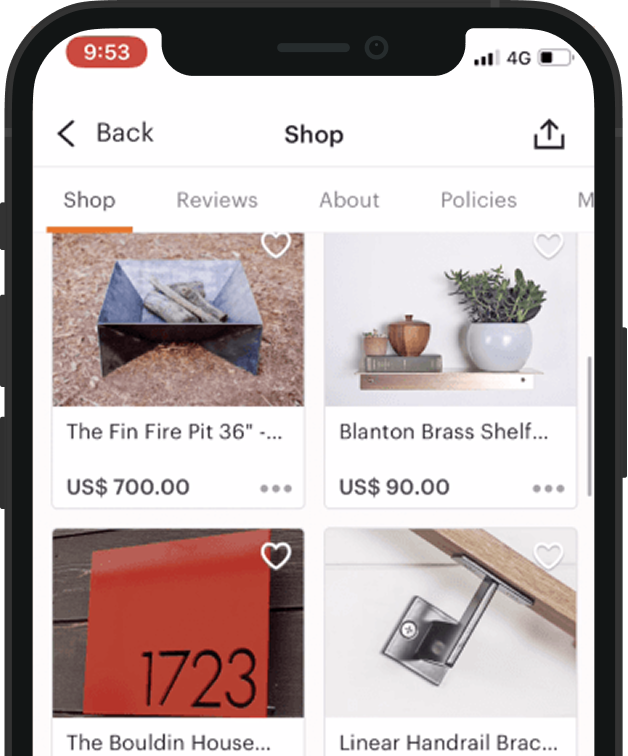 9:53
4G
Back
Shop
Shop
Reviews
About
Policies
M
The Fin Fire Pit 36" -...
Blanton Brass Shelf...
US$ 700.00
US$ 90.00
1723
The Bouldin House...
Linear Handrail Brac...